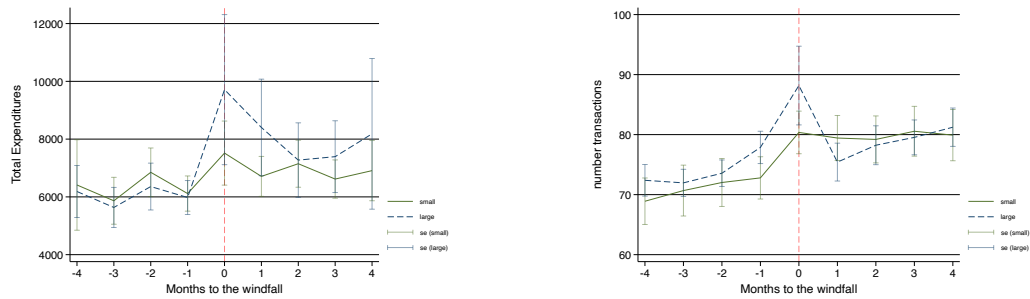 Total Expenditures
12000
10000
8000
6000
4000
-4 -3 -2 -1 0 1 2 3 4
Months to the windfall
small
large
se (small)
se (large)
number transactions
100
90
80
70
60
-4 -3 -2 -1 0 1 2 3 4
Months to the windfall
small
large
se (small)
se (large)